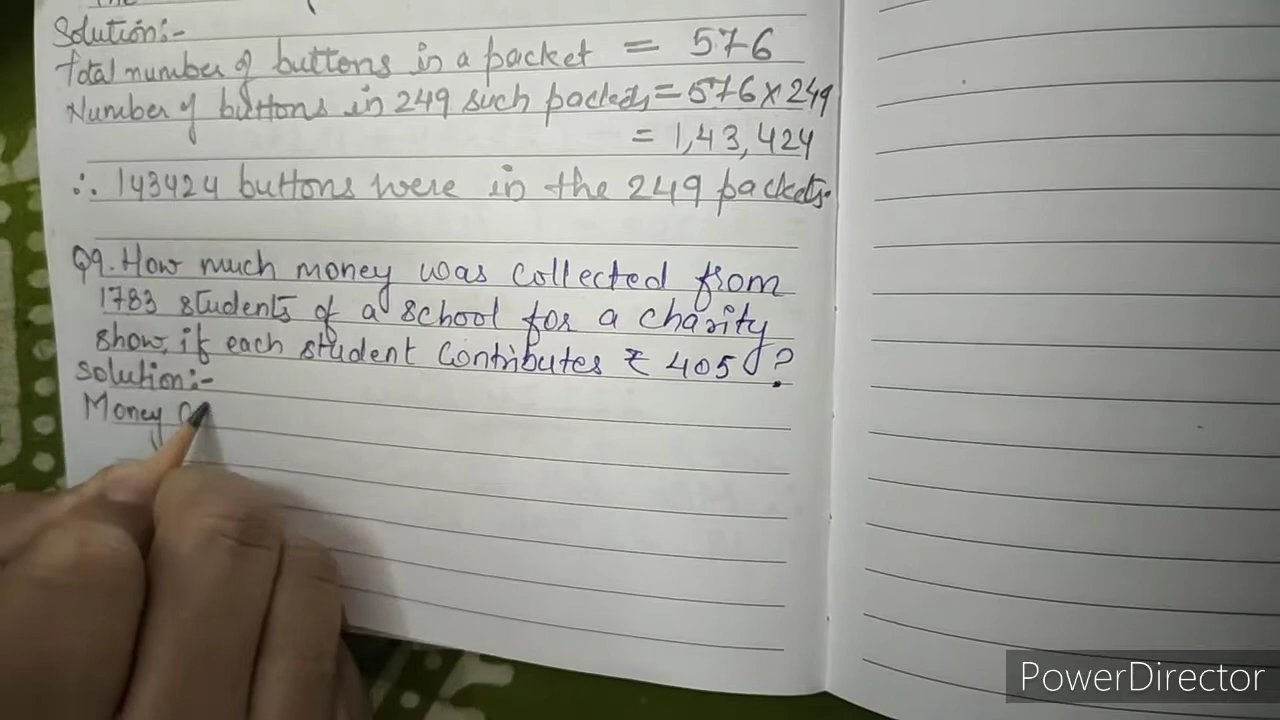 Solution:-
Total number of buttons in a packet = 576
Number of buttons in 249 such packets = 576 × 249
= 1,43,424
∴ 143424 buttons were in the 249 packets.
Q9. How much money was collected from
1783 students of a school for a charity
show, if each student contributes ₹ 405 ?
Solution:-
Money
PowerDirector